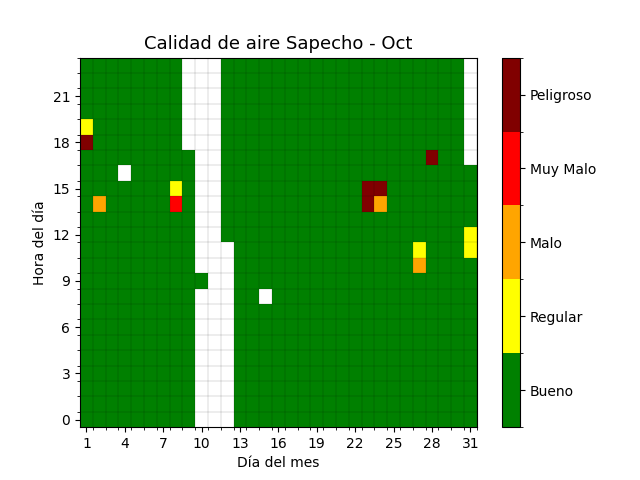 Calidad de aire Sapecho - Oct
Hora del día
21
18
15
12
9
6
3
0
1 4 7 10 13 16 19 22 25 28 31
Día del mes
Peligroso
Muy Malo
Malo
Regular
Bueno